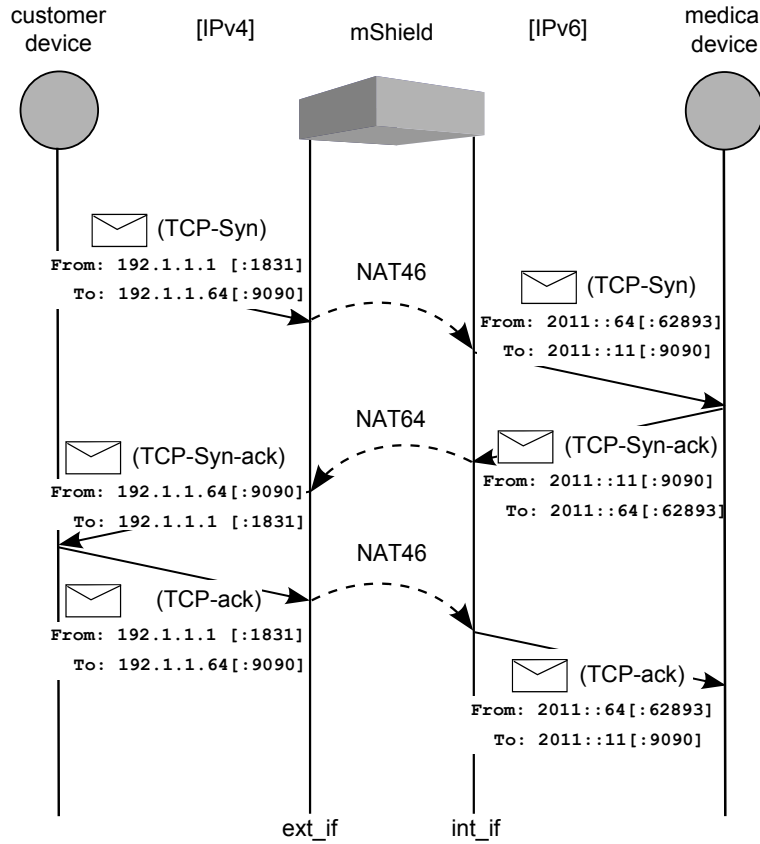 customer
device
[IPv4]
mShield
[IPv6]
medical
device
(TCP-Syn)
From: 192.1.1.1 [:1831]
To: 192.1.1.64[:9090]
NAT46
(TCP-Syn)
From: 2011::64[:62893]
To: 2011::11[:9090]
NAT64
(TCP-Syn-ack)
From: 192.1.1.64[:9090]
To: 192.1.1.1 [:1831]
(TCP-Syn-ack)
From: 2011::11[:9090]
To: 2011::64[:62893]
NAT46
(TCP-ack)
From: 192.1.1.1 [:1831]
To: 192.1.1.64[:9090]
(TCP-ack)
From: 2011::64[:62893]
To: 2011::11[:9090]
ext_if
int_if